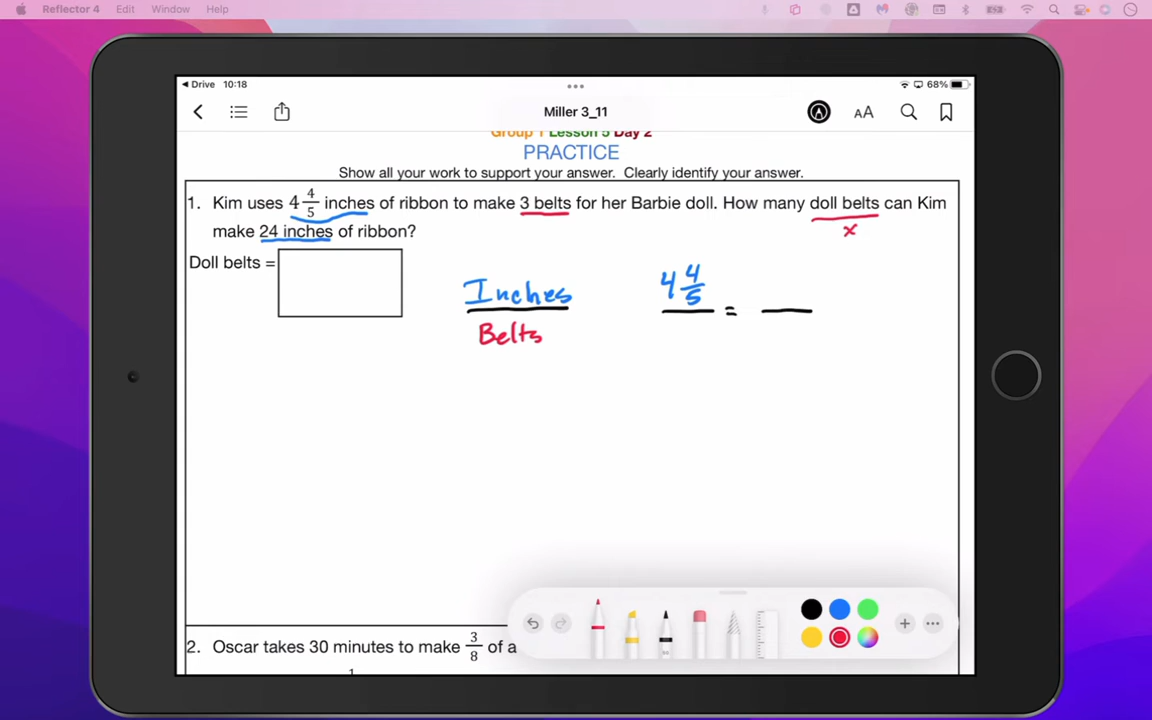 Reflector 4 Edit Window Help
Drive 10:18 68%
AA
Miller 3_11
Group 1 Lesson 5 Day 2
PRACTICE
Show all your work to support your answer. Clearly identify your answer.
1. Kim uses 4 4/5 inches of ribbon to make 3 belts for her Barbie doll. How many doll belts can Kim
make 24 inches of ribbon?
x
Doll belts =
Inches
Belts
4 4/5 =
2. Oscar takes 30 minutes to make 3/8 of a
1